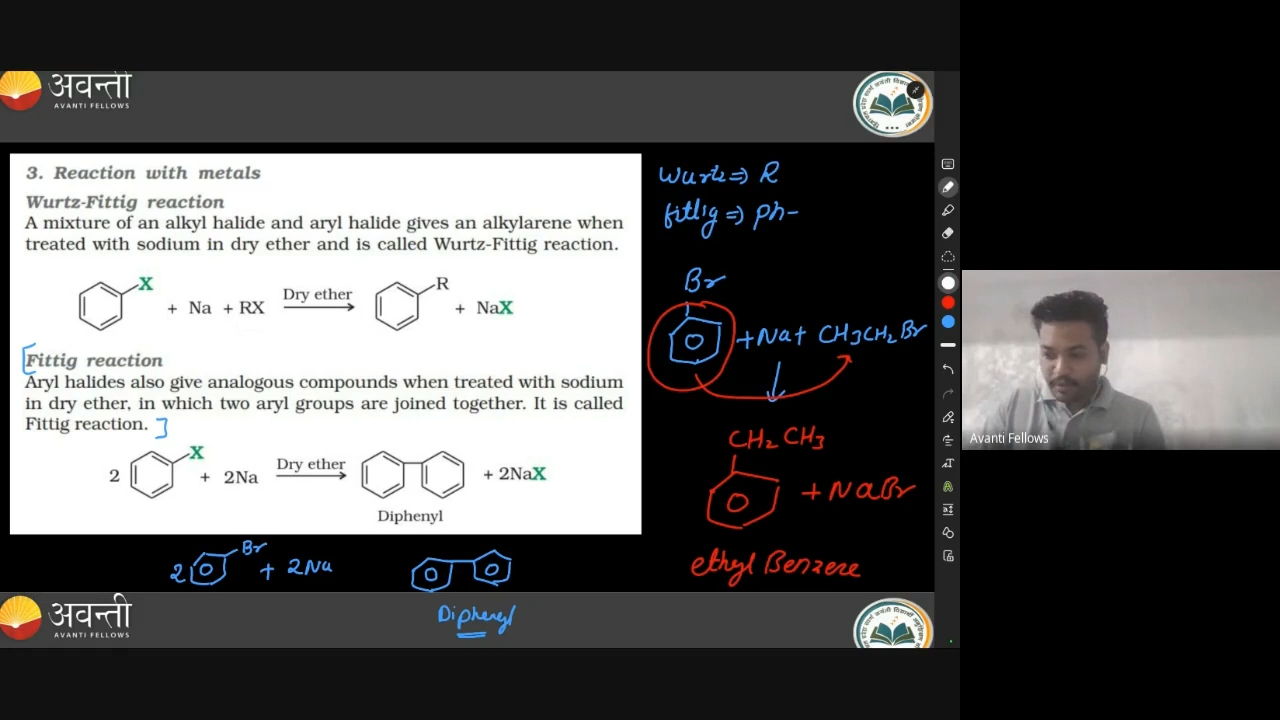 अवन्ती
AVANTI FELLOWS
3. Reaction with metals
Wurtz-Fittig reaction
A mixture of an alkyl halide and aryl halide gives an alkylarene when
treated with sodium in dry ether and is called Wurtz-Fittig reaction.
X
+ Na + RX
Dry ether
R
+ NaX
Fittig reaction
Aryl halides also give analogous compounds when treated with sodium
in dry ether, in which two aryl groups are joined together. It is called
Fittig reaction.
2
X
+ 2Na
Dry ether
+ 2NaX
Diphenyl
2
Br
+ 2Na
Diphenyl
Wurtz => R
fittig => ph-
Br
+Na+ CH3CH2Br
CH2CH3
+NaBr
ethyl Benzene
Avanti Fellows
अवन्ती
AVANTI FELLOWS